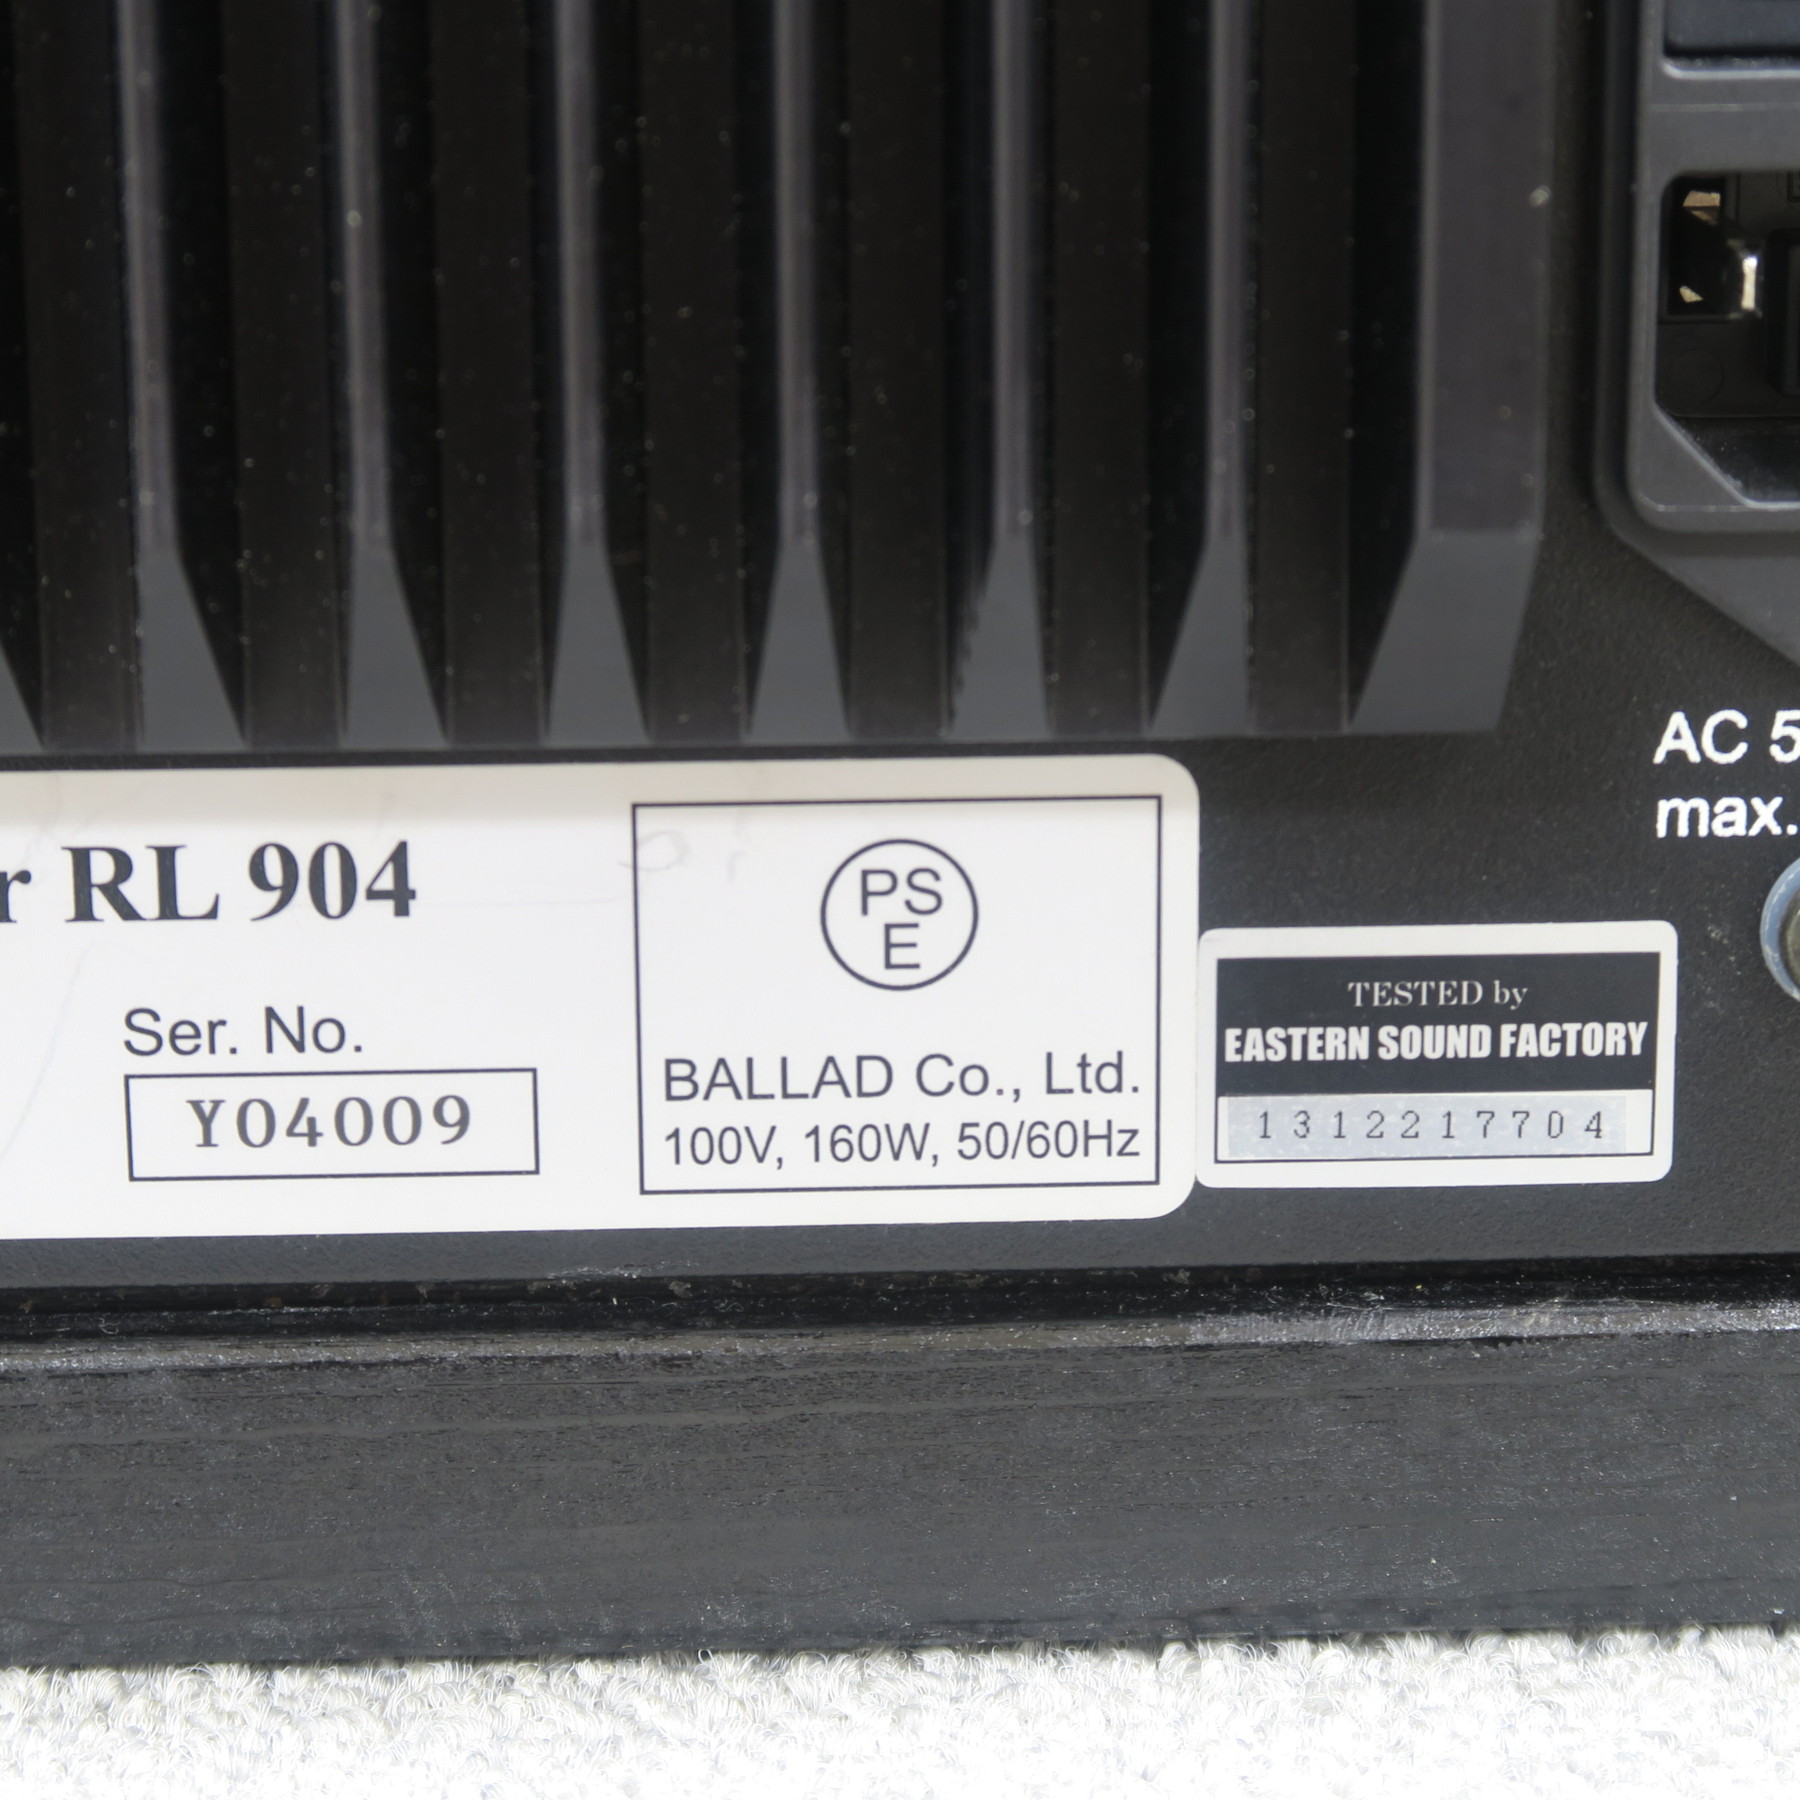 AC 5
max.
r RL 904
PS
E
Ser. No.
Y04009
BALLAD Co., Ltd.
100V, 160W, 50/60Hz
TESTED by
EASTERN SOUND FACTORY
1312217704